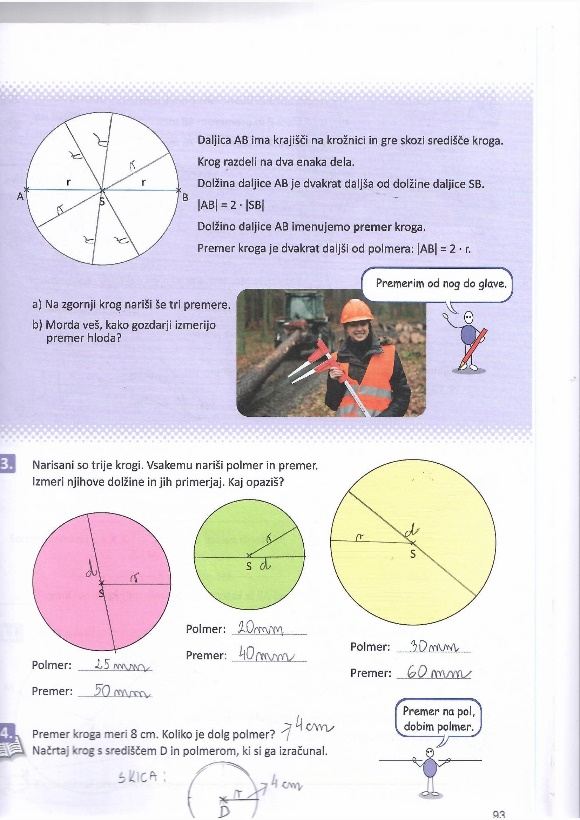 Daljica AB ima krajišči na krožnici in gre skozi središče kroga.
Krog razdeli na dva enaka dela.
Dolžina daljice AB je dvakrat daljša od dolžine daljice SB.
|AB| = 2 · |SB|
Dolžino daljice AB imenujemo premer kroga.
Premer kroga je dvakrat daljši od polmera: |AB| = 2 · r.
r r
r r
A S B
r
r r
Premerim od nog do glave.
a) Na zgornji krog nariši še tri premere.
b) Morda veš, kako gozdarji izmerijo
premer hloda?
3. Narisani so trije krogi. Vsakemu nariši polmer in premer.
Izmeri njihove dolžine in jih primerjaj. Kaj opaziš?
d r
S
r
S d
r d
S
Polmer: 25 mm
Premer: 50 mm
Polmer: 20 mm
Premer: 40 mm
Polmer: 30 mm
Premer: 60 mm
4. Premer kroga meri 8 cm. Koliko je dolg polmer? → 4 cm
Načrtaj krog s središčem D in polmerom, ki si ga izračunal.
Premer na pol,
dobim polmer.
SKICA:
r → 4 cm
D
93